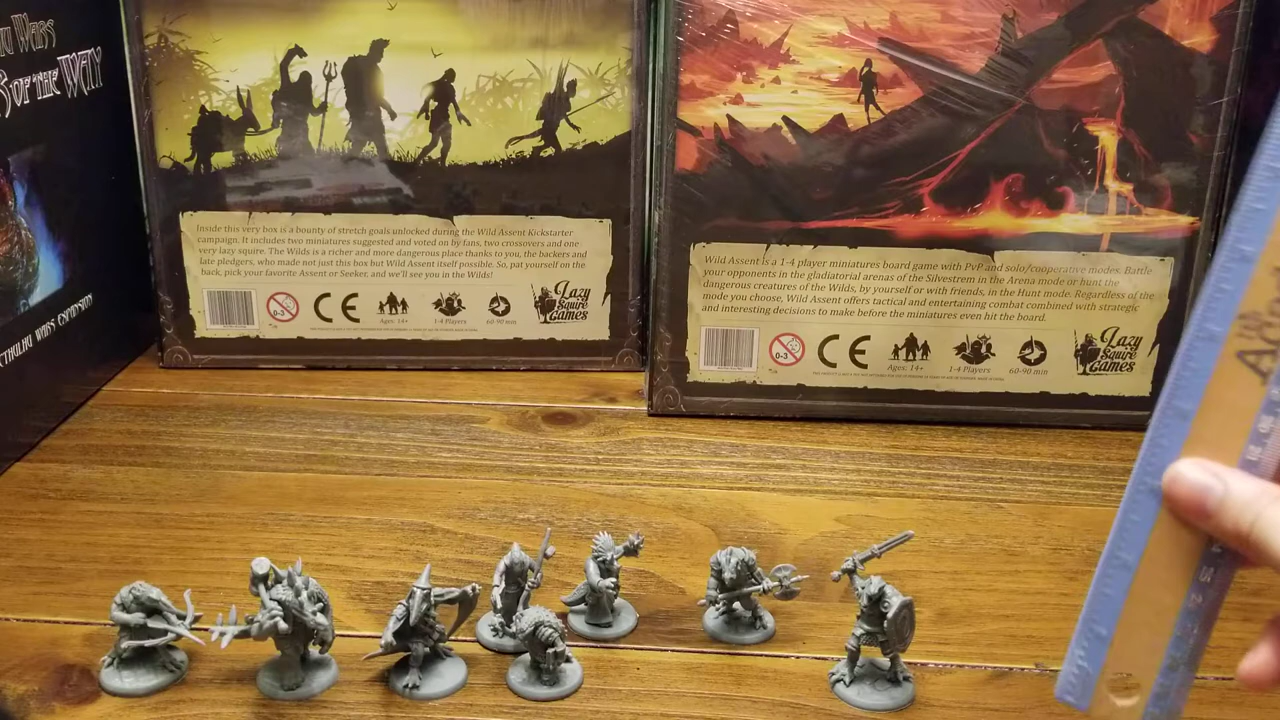 HU WARS
S OF THE WAY
CTHULHU WARS EXPANSION
Inside this very box is a bounty of stretch goals unlocked during the Wild Assent Kickstarter
campaign. It includes two miniatures suggested and voted on by fans, two crossovers and one
very lazy squire. The Wilds is a richer and more dangerous place thanks to you, the backers and
late pledgers, who made not just this box but Wild Assent itself possible. So, pat yourself on the
back, pick your favorite Assent or Seeker, and we'll see you in the Wilds!
0-3
CE
Ages: 14+
1-4 Players
60-90 min
Lazy
Squire
Games
Wild Assent is a 1-4 player miniatures board game with PvP and solo/cooperative modes. Battle
your opponents in the gladiatorial arenas of the Silvestrem in the Arena mode or hunt the
dangerous creatures of the Wilds, by yourself or with friends, in the Hunt mode. Regardless of the
mode you choose, Wild Assent offers tactical and entertaining combat combined with strategic
and interesting decisions to make before the miniatures even hit the board.
0-3
CE
Ages: 14+
1-4 Players
60-90 min
Lazy
Squire
Games